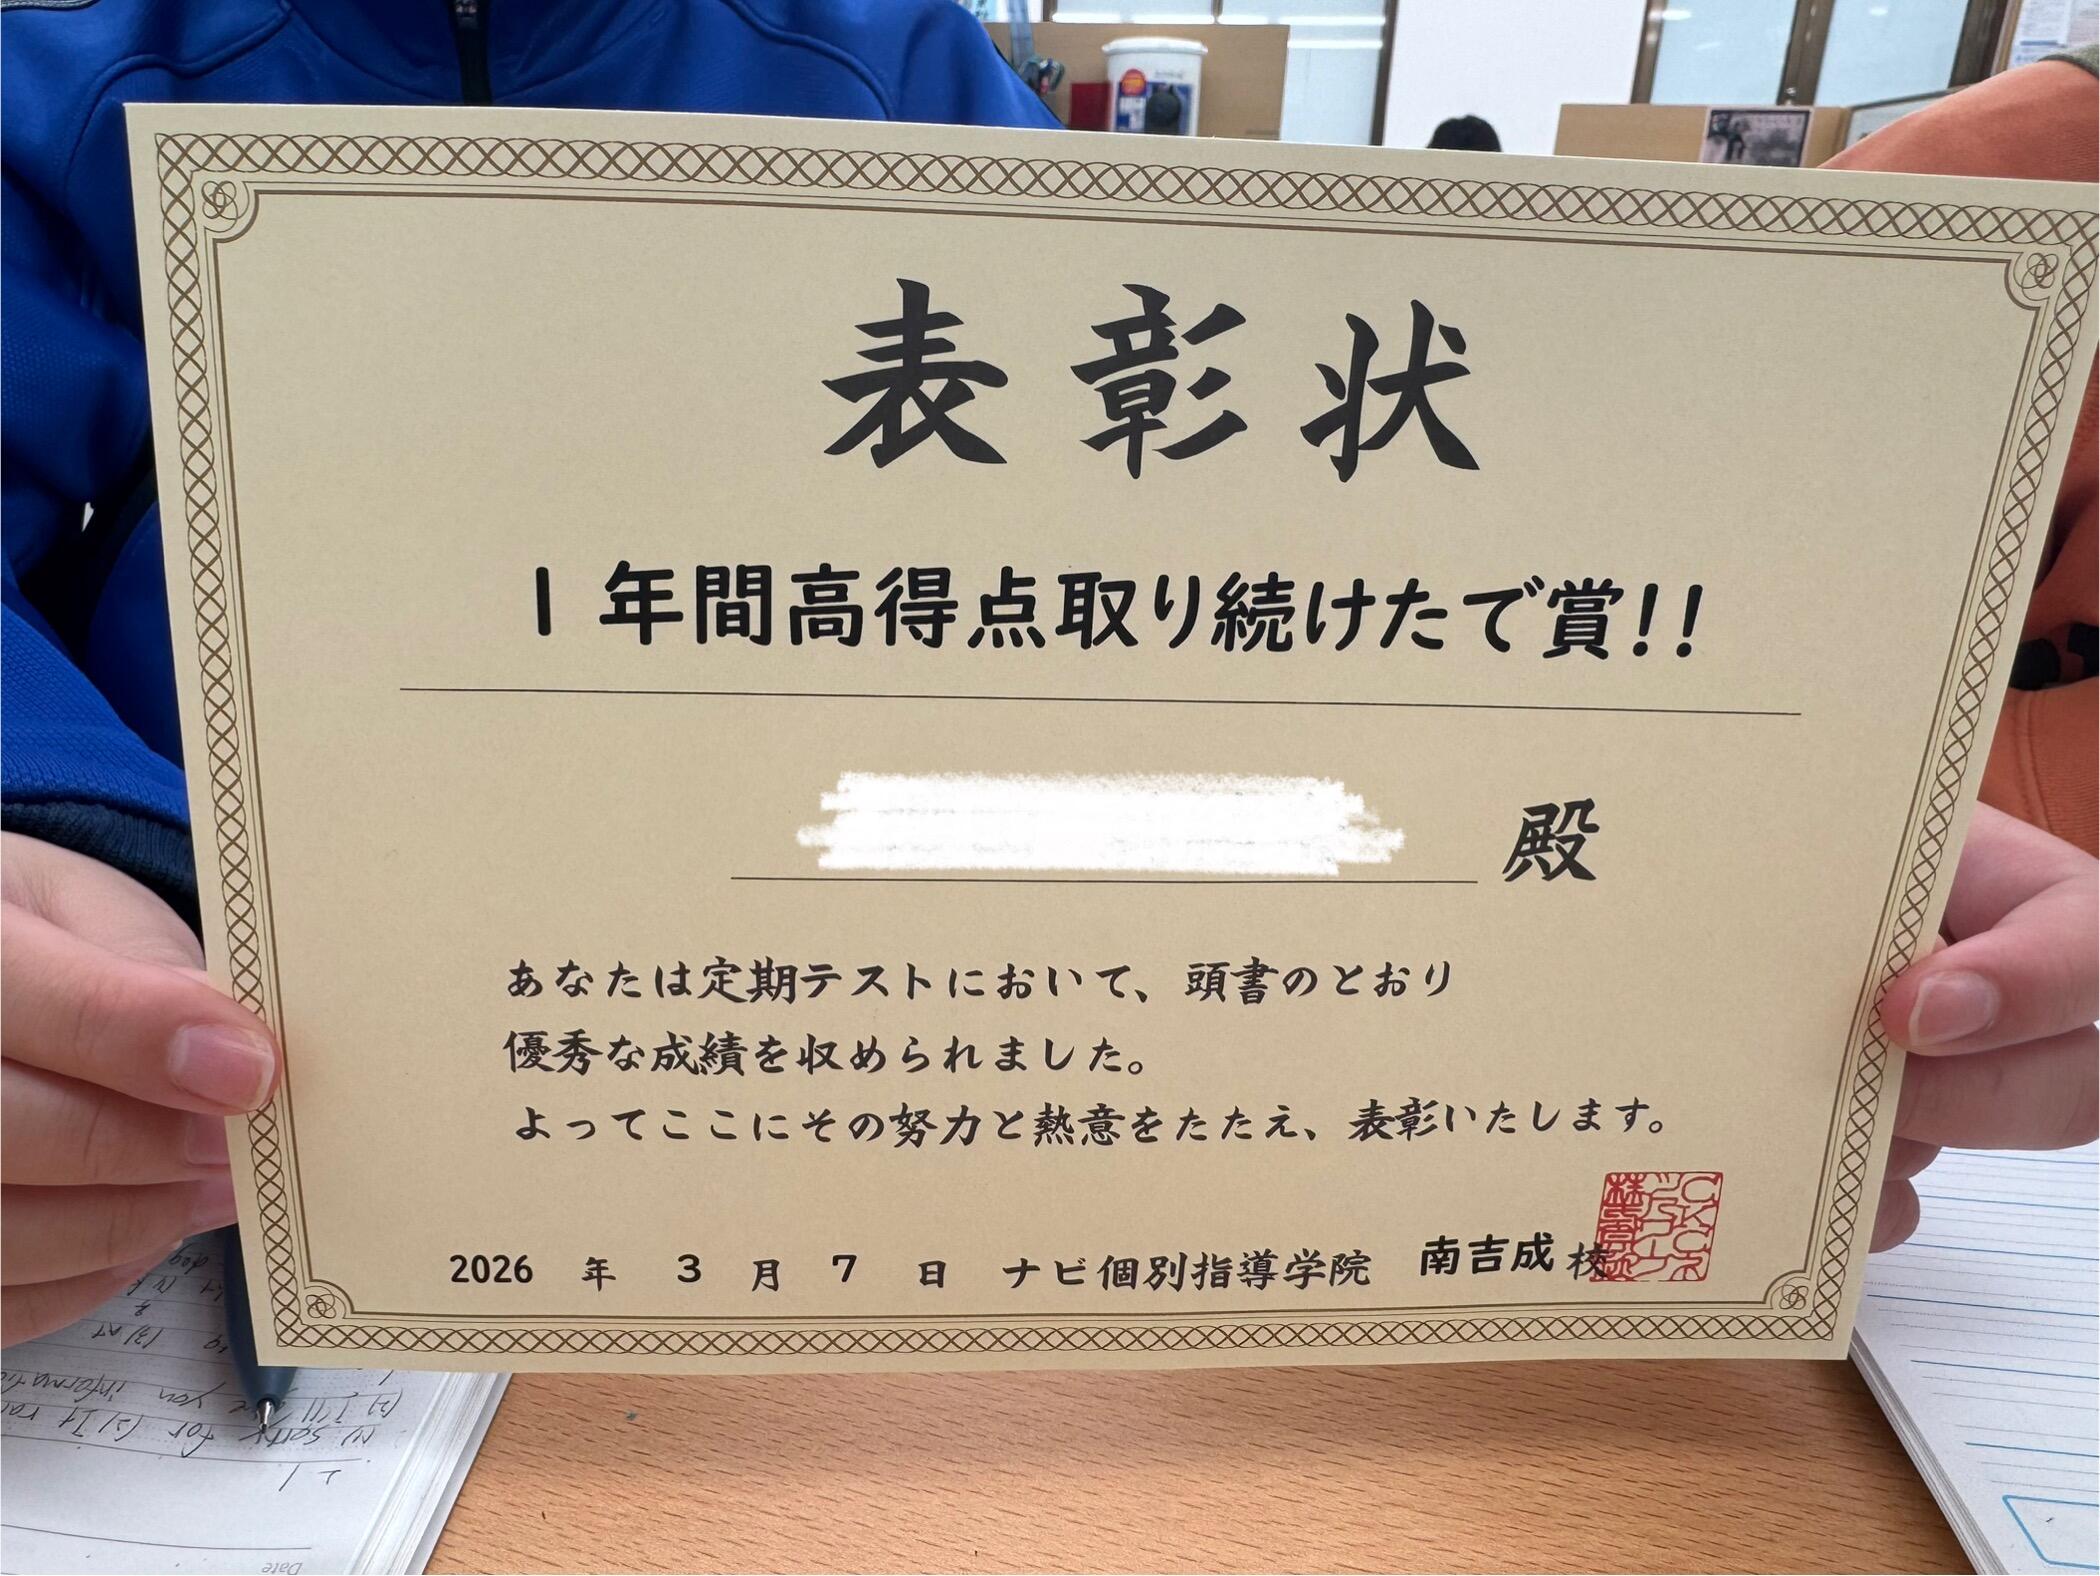 表彰状
1年間高得点取り続けたで賞!!
殿
あなたは定期テストにおいて、頭書のとおり
優秀な成績を収められました。
よってここにその努力と熱意をたたえ、表彰いたします。
2026 年 3 月 7 日 ナビ個別指導学院 南吉成 校
Date